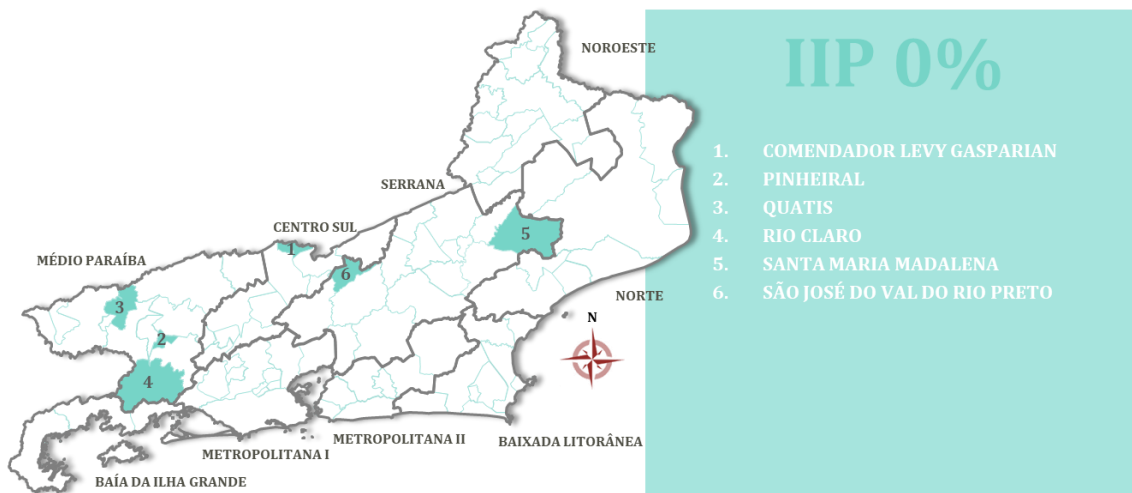 NOROESTE
SERRANA
CENTRO SUL
MÉDIO PARAÍBA
NORTE
BAIXADA LITORÂNEA
METROPOLITANA II
METROPOLITANA I
BAÍA DA ILHA GRANDE
1
2
3
4
5
6
N
IIP 0%
1. COMENDADOR LEVY GASPARIAN
2. PINHEIRAL
3. QUATIS
4. RIO CLARO
5. SANTA MARIA MADALENA
6. SÃO JOSÉ DO VAL DO RIO PRETO